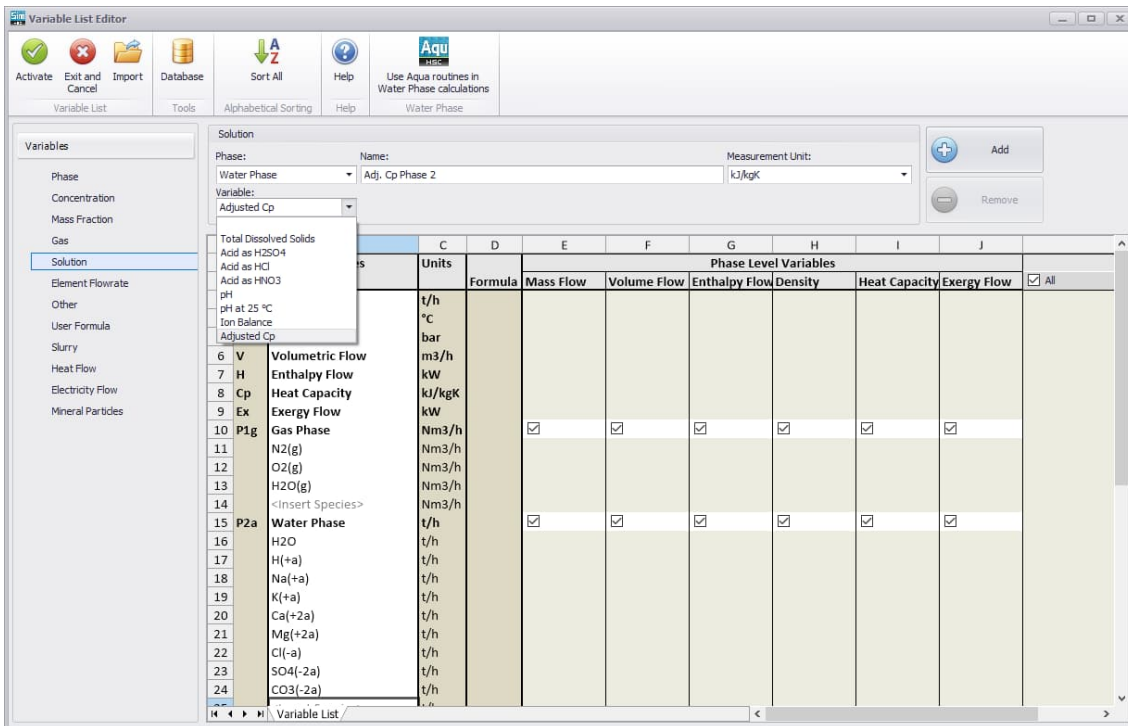 Sim
HSC
Variable List Editor
Activate
Exit and
Cancel
Import
Database
Sort All
Help
Aqu
HSC
Use Aqua routines in
Water Phase calculations
Variable List
Tools
Alphabetical Sorting
Help
Water Phase
Variables
Phase
Concentration
Mass Fraction
Gas
Solution
Element Flowrate
Other
User Formula
Slurry
Heat Flow
Electricity Flow
Mineral Particles
Solution
Phase: Name: Measurement Unit:
Water Phase Adj. Cp Phase 2 kJ/kgK
Variable:
Adjusted Cp
Add
Remove
Total Dissolved Solids
Acid as H2SO4
Acid as HCl
Acid as HNO3
pH
pH at 25 ºC
Ion Balance
Adjusted Cp
C D E F G H I J
Units Phase Level Variables
Formula Mass Flow Volume Flow Enthalpy Flow Density Heat Capacity Exergy Flow All
t/h
°C
bar
6 V Volumetric Flow m3/h
7 H Enthalpy Flow kW
8 Cp Heat Capacity kJ/kgK
9 Ex Exergy Flow kW
10 P1g Gas Phase Nm3/h
11 N2(g) Nm3/h
12 O2(g) Nm3/h
13 H2O(g) Nm3/h
14 <Insert Species> Nm3/h
15 P2a Water Phase t/h
16 H2O t/h
17 H(+a) t/h
18 Na(+a) t/h
19 K(+a) t/h
20 Ca(+2a) t/h
21 Mg(+2a) t/h
22 Cl(-a) t/h
23 SO4(-2a) t/h
24 CO3(-2a) t/h
Variable List